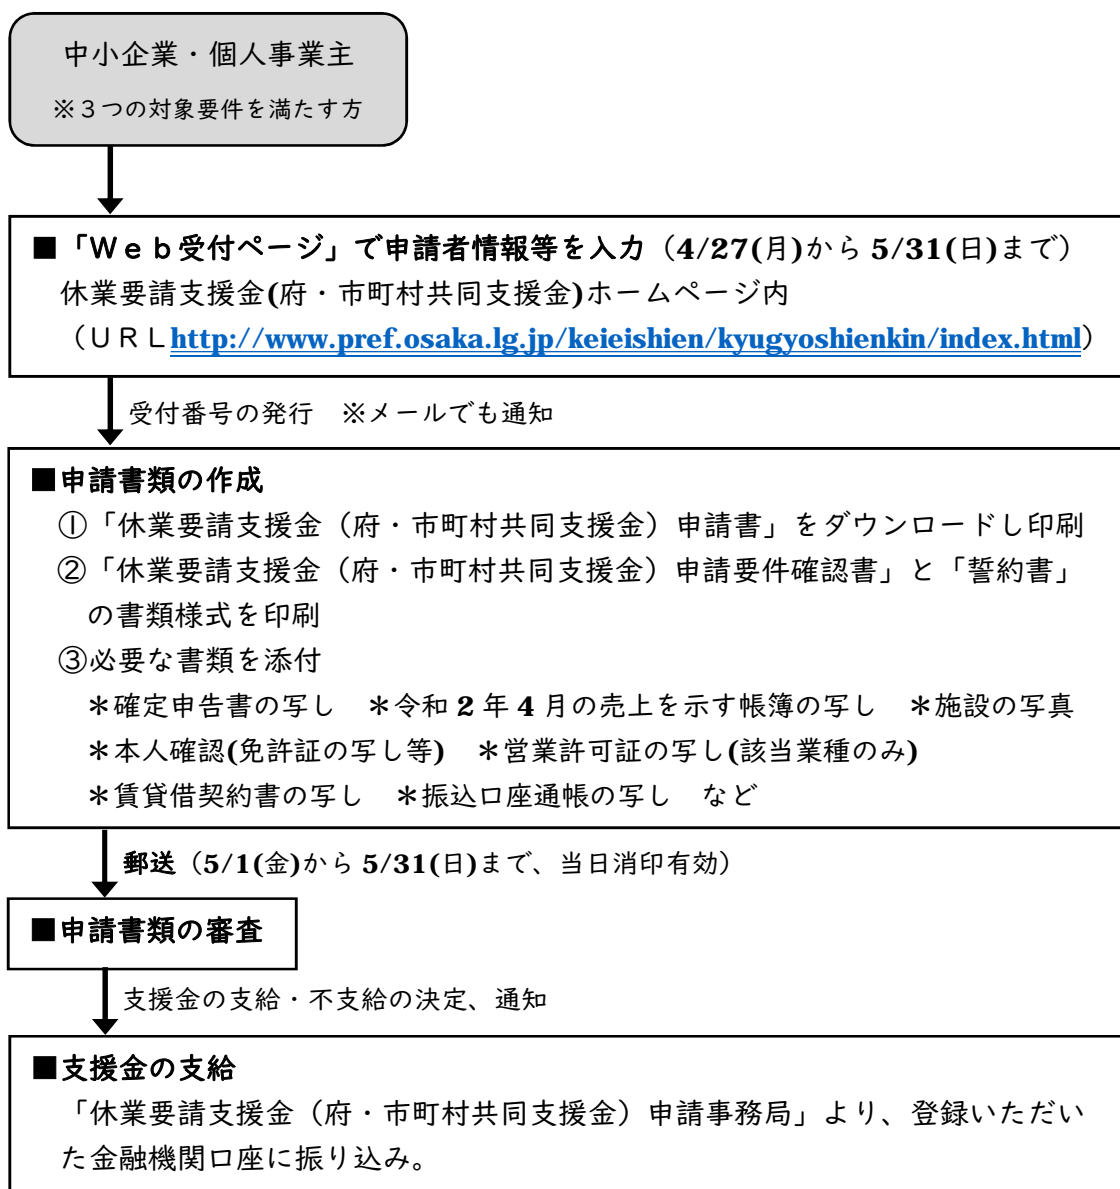 中小企業・個人事業主
※３つの対象要件を満たす方
■「Ｗｅｂ受付ページ」で申請者情報等を入力（4/27(月)から 5/31(日)まで）
休業要請支援金(府・市町村共同支援金)ホームページ内
（ＵＲＬhttp://www.pref.osaka.lg.jp/keieishien/kyugyoshienkin/index.html）
受付番号の発行　※メールでも通知
■申請書類の作成
①「休業要請支援金（府・市町村共同支援金）申請書」をダウンロードし印刷
②「休業要請支援金（府・市町村共同支援金）申請要件確認書」と「誓約書」
の書類様式を印刷
③必要な書類を添付
＊確定申告書の写し　＊令和 2 年 4 月の売上を示す帳簿の写し　＊施設の写真
＊本人確認(免許証の写し等)　＊営業許可証の写し(該当業種のみ)
＊賃貸借契約書の写し　＊振込口座通帳の写し　など
郵送（5/1(金)から 5/31(日)まで、当日消印有効）
■申請書類の審査
支援金の支給・不支給の決定、通知
■支援金の支給
「休業要請支援金（府・市町村共同支援金）申請事務局」より、登録いただい
た金融機関口座に振り込み。